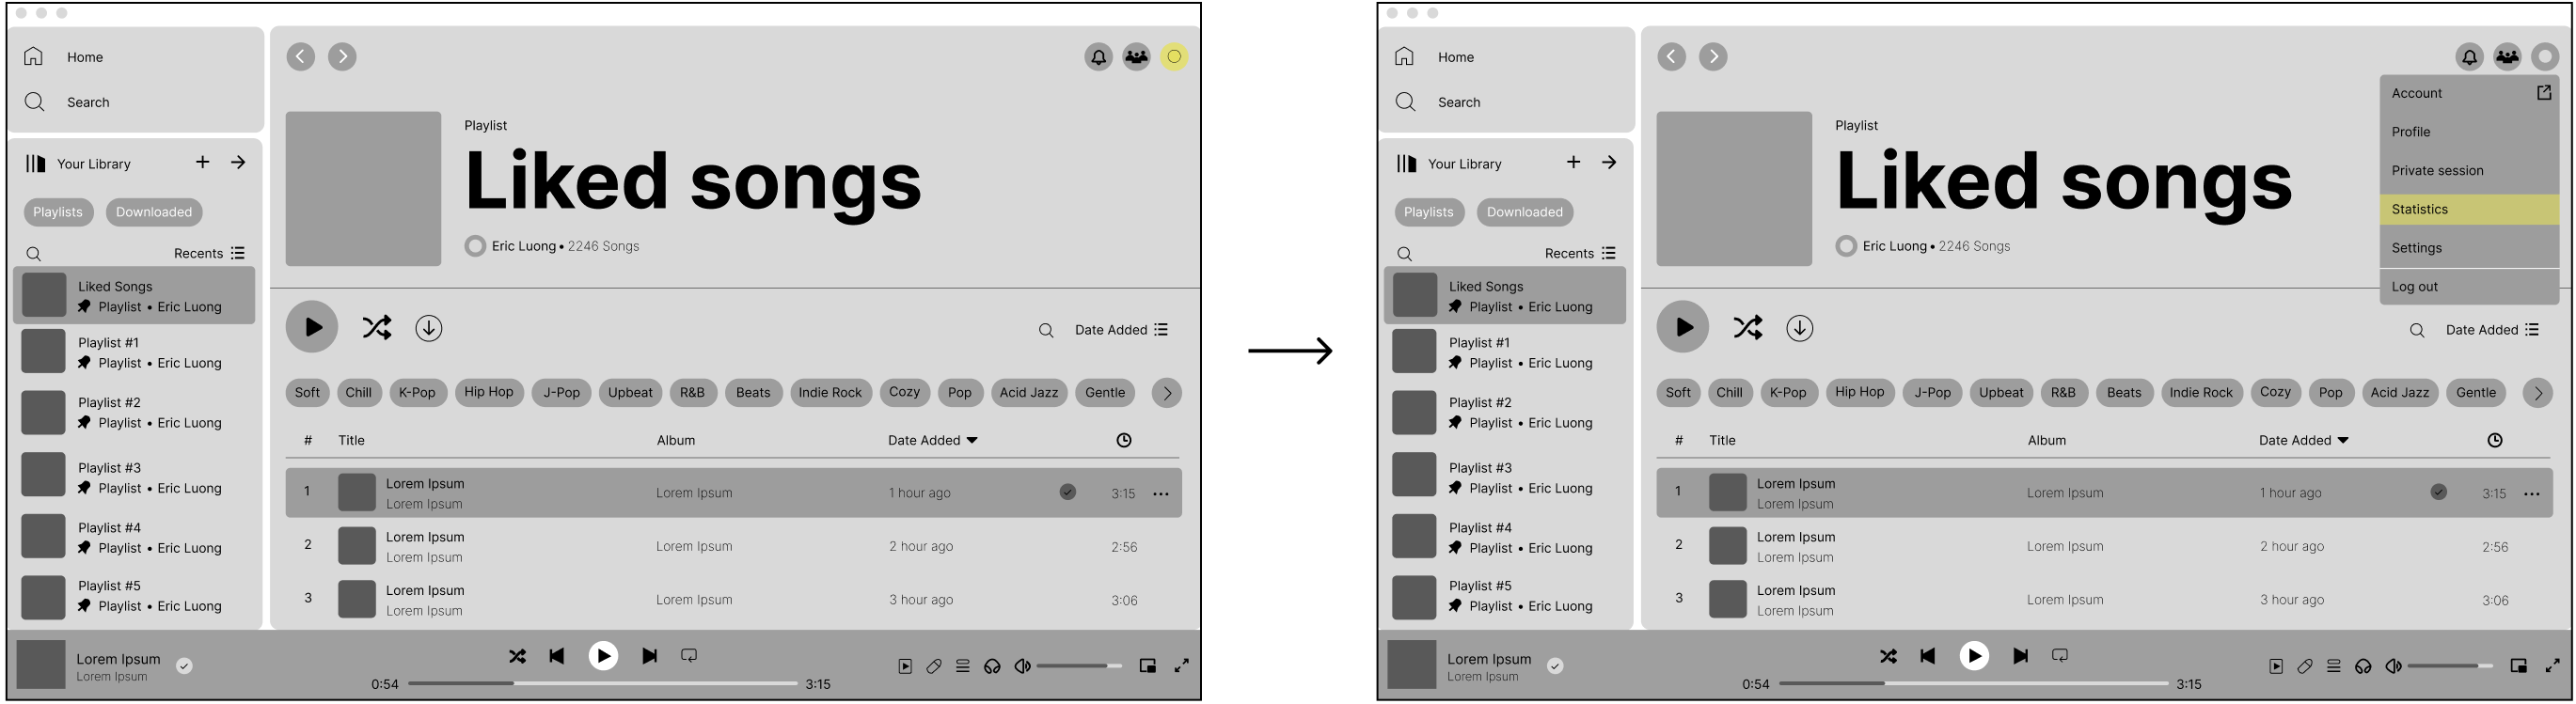 Home
Search
Your Library
Playlists Downloaded
Recents
Liked Songs
Playlist • Eric Luong
Playlist #1
Playlist • Eric Luong
Playlist #2
Playlist • Eric Luong
Playlist #3
Playlist • Eric Luong
Playlist #4
Playlist • Eric Luong
Playlist #5
Playlist • Eric Luong
Playlist
Liked songs
Eric Luong • 2246 Songs
Date Added
Soft Chill K-Pop Hip Hop J-Pop Upbeat R&B Beats Indie Rock Cozy Pop Acid Jazz Gentle
# Title Album Date Added
1 Lorem Ipsum Lorem Ipsum 1 hour ago 3:15
Lorem Ipsum
2 Lorem Ipsum Lorem Ipsum 2 hour ago 2:56
Lorem Ipsum
3 Lorem Ipsum Lorem Ipsum 3 hour ago 3:06
Lorem Ipsum
Lorem Ipsum
Lorem Ipsum
0:54 3:15
Home
Search
Your Library
Playlists Downloaded
Recents
Liked Songs
Playlist • Eric Luong
Playlist #1
Playlist • Eric Luong
Playlist #2
Playlist • Eric Luong
Playlist #3
Playlist • Eric Luong
Playlist #4
Playlist • Eric Luong
Playlist #5
Playlist • Eric Luong
Playlist
Liked songs
Eric Luong • 2246 Songs
Account
Profile
Private session
Statistics
Settings
Log out
Date Added
Soft Chill K-Pop Hip Hop J-Pop Upbeat R&B Beats Indie Rock Cozy Pop Acid Jazz Gentle
# Title Album Date Added
1 Lorem Ipsum Lorem Ipsum 1 hour ago 3:15
Lorem Ipsum
2 Lorem Ipsum Lorem Ipsum 2 hour ago 2:56
Lorem Ipsum
3 Lorem Ipsum Lorem Ipsum 3 hour ago 3:06
Lorem Ipsum
Lorem Ipsum
Lorem Ipsum
0:54 3:15